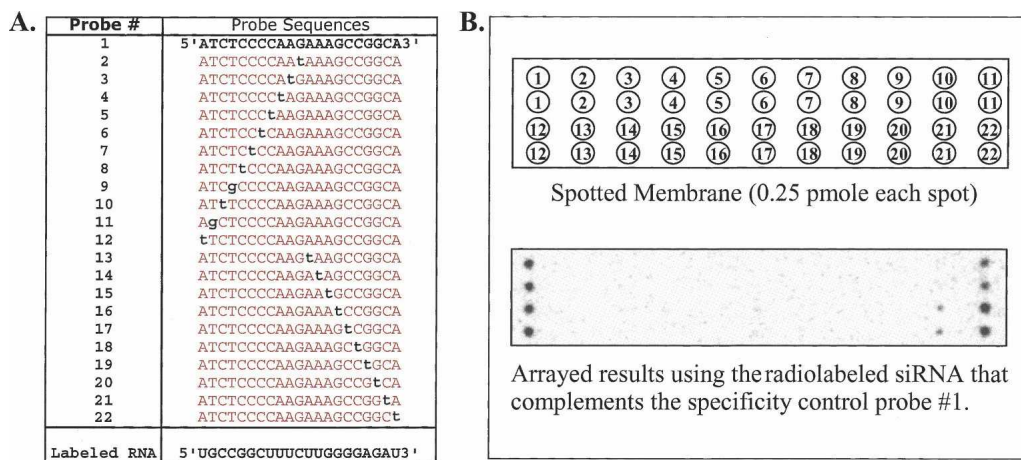 A.
Probe # Probe Sequences
1 5'ATCTCCCCAAGAAAGCCGGCA3'
2 ATCTCCCCAAtAAAGCCGGCA
3 ATCTCCCCAtGAAAGCCGGCA
4 ATCTCCCCtAGAAAGCCGGCA
5 ATCTCCCtAAGAAAGCCGGCA
6 ATCTCCtCAAGAAAGCCGGCA
7 ATCTCtCCAAGAAAGCCGGCA
8 ATCTtCCCAAGAAAGCCGGCA
9 ATCgCCCCAAGAAAGCCGGCA
10 ATtTCCCCAAGAAAGCCGGCA
11 AgCTCCCCAAGAAAGCCGGCA
12 tTCTCCCCAAGAAAGCCGGCA
13 ATCTCCCCAAGtAAGCCGGCA
14 ATCTCCCCAAGAtAGCCGGCA
15 ATCTCCCCAAGAAtGCCGGCA
16 ATCTCCCCAAGAAAtCCGGCA
17 ATCTCCCCAAGAAAGtCGGCA
18 ATCTCCCCAAGAAAGCtGGCA
19 ATCTCCCCAAGAAAGCCtGCA
20 ATCTCCCCAAGAAAGCCGtCA
21 ATCTCCCCAAGAAAGCCGGtA
22 ATCTCCCCAAGAAAGCCGGCt
Labeled RNA 5'UGCCGGCUUUCUUGGGGAGAU3'
B.
1 2 3 4 5 6 7 8 9 10 11
1 2 3 4 5 6 7 8 9 10 11
12 13 14 15 16 17 18 19 20 21 22
12 13 14 15 16 17 18 19 20 21 22
Spotted Membrane (0.25 pmole each spot)
Arrayed results using the radiolabeled siRNA that
complements the specificity control probe #1.